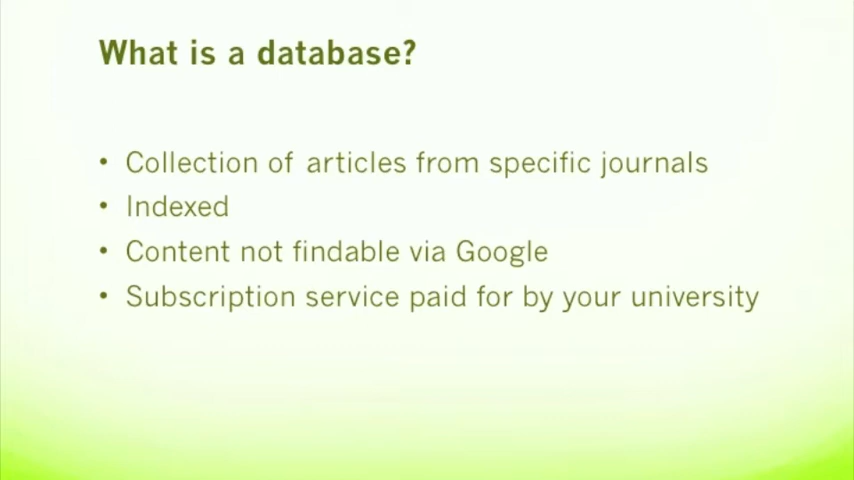 What is a database?
• Collection of articles from specific journals
• Indexed
• Content not findable via Google
• Subscription service paid for by your university